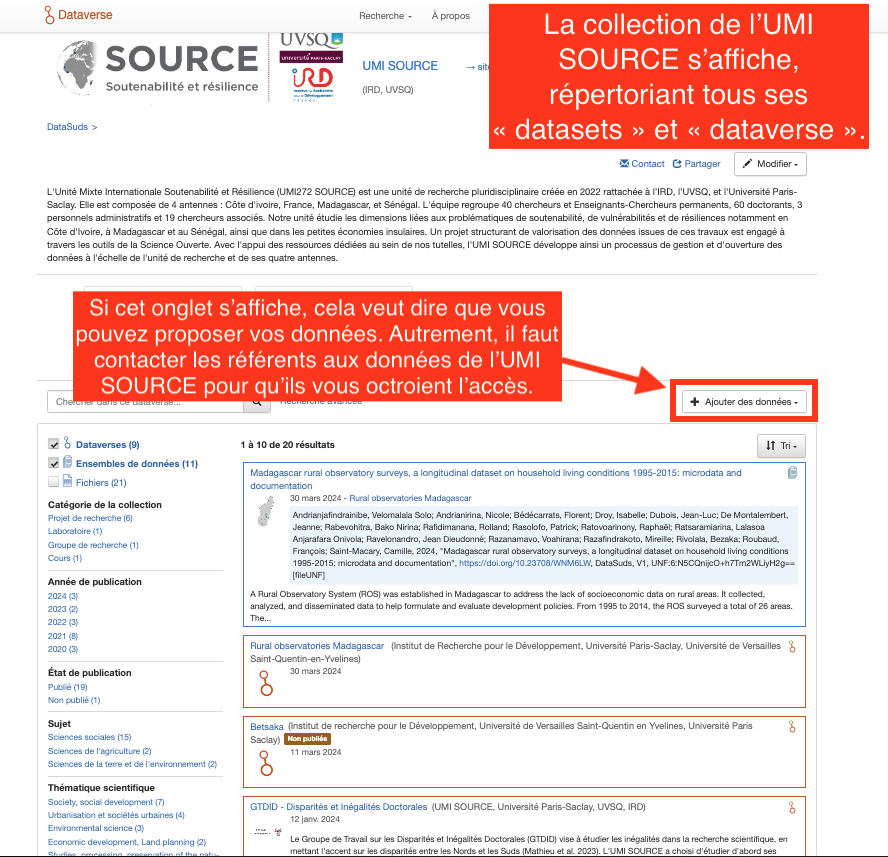 Dataverse
Recherche
À propos
La collection de l'UMI
SOURCE s'affiche,
répertoriant tous ses
« datasets » et « dataverse ».
SOURCE
Soutenabilité et résilience
UVSQ
université PARIS-SACLAY
IRD
Institut de Recherche
pour le Développement
FRANCE
UMI SOURCE
→ site
(IRD, UVSQ)
DataSuds >
Contact
Partager
Modifier
L'Unité Mixte Internationale Soutenabilité et Résilience (UMI272 SOURCE) est une unité de recherche pluridisciplinaire créée en 2022 rattachée à l'IRD, l'UVSQ, et l'Université Paris-
Saclay. Elle est composée de 4 antennes : Côte d'ivoire, France, Madagascar, et Sénégal. L'équipe regroupe 40 chercheurs et Enseignants-Chercheurs permanents, 60 doctorants, 3
personnels administratifs et 19 chercheurs associés. Notre unité étudie les dimensions liées aux problématiques de soutenabilité, de vulnérabilités et de résiliences notamment en
Côte d'Ivoire, à Madagascar et au Sénégal, ainsi que dans les petites économies insulaires. Un projet structurant de valorisation des données issues de ces travaux est engagé à
travers les outils de la Science Ouverte. Avec l'appui des ressources dédiées au sein de nos tutelles, l'UMI SOURCE développe ainsi un processus de gestion et d'ouverture des
données à l'échelle de l'unité de recherche et de ses quatre antennes.
Si cet onglet s'affiche, cela veut dire que vous
pouvez proposer vos données. Autrement, il faut
contacter les référents aux données de l'UMI
SOURCE pour qu'ils vous octroient l'accès.
Chercher dans ce dataverse...
Recherche avancée
Ajouter des données
Dataverses (9)
Ensembles de données (11)
Fichiers (21)
Catégorie de la collection
Projet de recherche (6)
Laboratoire (1)
Groupe de recherche (1)
Cours (1)
Année de publication
2024 (3)
2023 (2)
2022 (3)
2021 (8)
2020 (3)
État de publication
Publié (19)
Non publié (1)
Sujet
Sciences sociales (15)
Sciences de l'agriculture (2)
Sciences de la terre et de l'environnement (2)
Thématique scientifique
Society, social development (7)
Urbanisation et sociétés urbaines (4)
Environmental science (3)
Economic development, Land planning (2)
Studies, processing, preservation of the natu-
1 à 10 de 20 résultats
Tri
Madagascar rural observatory surveys, a longitudinal dataset on household living conditions 1995-2015: microdata and
documentation
30 mars 2024 - Rural observatories Madagascar
Andrianjafindrainibe, Velomalala Solo; Andrianirina, Nicole; Bédécarrats, Florent; Droy, Isabelle; Dubois, Jean-Luc; De Montalembert,
Jeanne; Rabevohitra, Bako Nirina; Rafidimanana, Rolland; Rasolofo, Patrick; Ratovoarinony, Raphaël; Ratsaramiarina, Lalasoa
Anjarafara Onivola; Ravelonandro, Jean Dieudonné; Razanamavo, Voahirana; Razafindrakoto, Mireille; Rivolala, Bezaka; Roubaud,
François; Saint-Macary, Camille, 2024, "Madagascar rural observatory surveys, a longitudinal dataset on household living conditions
1995-2015: microdata and documentation", https://doi.org/10.23708/WNM6LW, DataSuds, V1, UNF:6:N5CQnijcO+h7Tm2WLiyH2g==
[fileUNF]
A Rural Observatory System (ROS) was established in Madagascar to address the lack of socioeconomic data on rural areas. It collected,
analyzed, and disseminated data to help formulate and evaluate development policies. From 1995 to 2014, the ROS surveyed a total of 26 areas.
The...
Rural observatories Madagascar (Institut de Recherche pour le Développement, Université Paris-Saclay, Université de Versailles
Saint-Quentin-en-Yvelines)
30 mars 2024
Betsaka (Institut de recherche pour le Développement, Université de Versailles Saint-Quentin en Yvelines, Université Paris
Saclay) Non publiée
11 mars 2024
GTDID - Disparités et Inégalités Doctorales (UMI SOURCE, Université Paris-Saclay, UVSQ, IRD)
12 janv. 2024
Le Groupe de Travail sur les Disparités et Inégalités Doctorales (GTDID) vise à étudier les inégalités dans la recherche scientifique, en
mettant l'accent sur les disparités entre les Nords et les Suds (Mathieu et al. 2023). L'UMI SOURCE a choisi d'étudier d'abord ses